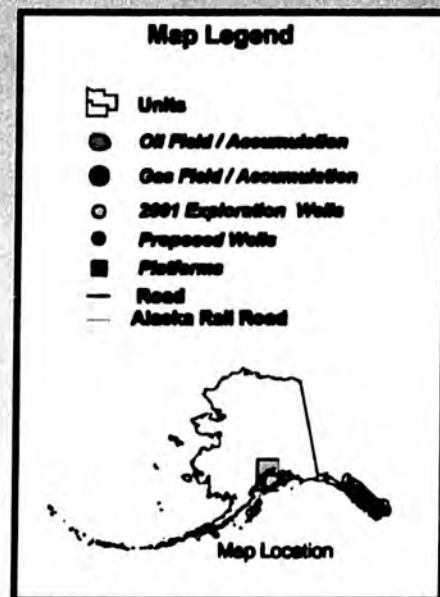 Map Legend
Units
Oil Field / Accumulation
Gas Field / Accumulation
2001 Exploration Wells
Proposed Wells
Platforms
Road
Alaska Rail Road
Map Location